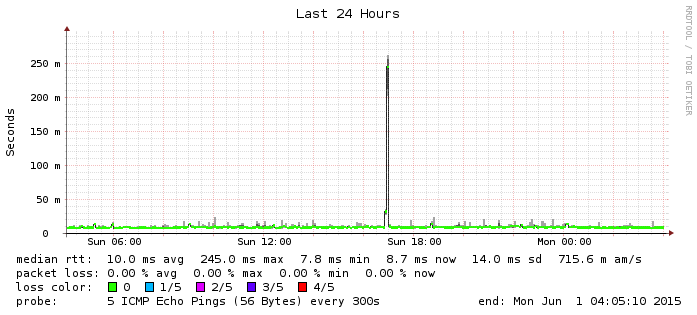 Last 24 Hours
RRDTOOL / TOBI OETIKER
Seconds
250 m
200 m
150 m
100 m
50 m
0
Sun 06:00 Sun 12:00 Sun 18:00 Mon 00:00
median rtt: 10.0 ms avg 245.0 ms max 7.8 ms min 8.7 ms now 14.0 ms sd 715.6 m am/s
packet loss: 0.00 % avg 0.00 % max 0.00 % min 0.00 % now
loss color: 0 1/5 2/5 3/5 4/5
probe: 5 ICMP Echo Pings (56 Bytes) every 300s end: Mon Jun 1 04:05:10 2015